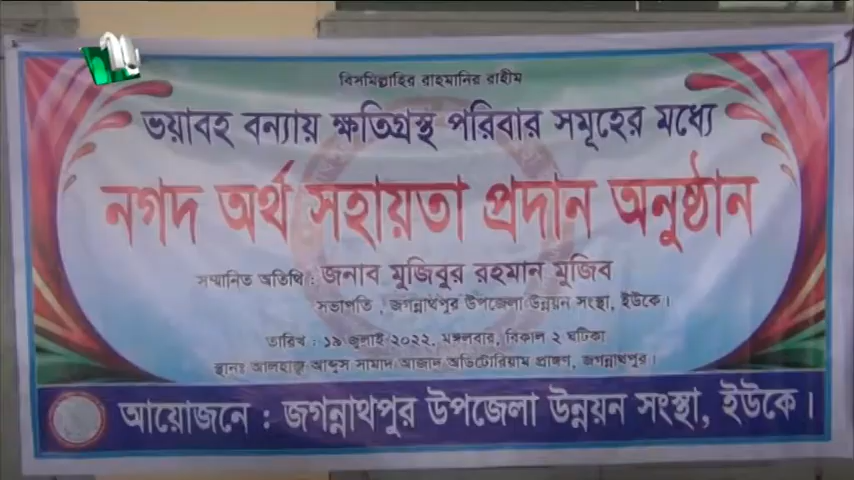 বিসমিল্লাহির রাহমানির রাহীম
ভয়াবহ বন্যায় ক্ষতিগ্রস্থ পরিবার সমূহের মধ্যে
নগদ অর্থ সহায়তা প্রদান অনুষ্ঠান
সম্মানিত অতিথি : জনাব মুজিবুর রহমান মুজিব
সভাপতি , জগন্নাথপুর উপজেলা উন্নয়ন সংস্থা, ইউকে।
তারিখ : ১৯ জুলাই ২০২২, মঙ্গলবার, বিকাল ২ ঘটিকা
স্থানঃ আলহাজ্ব আব্দুস সামাদ আজাদ অডিটোরিয়াম প্রাঙ্গণ, জগন্নাথপুর।
আয়োজনে : জগন্নাথপুর উপজেলা উন্নয়ন সংস্থা, ইউকে।